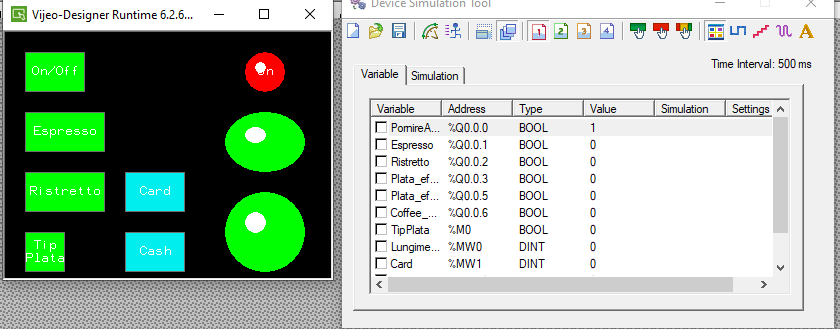 Vijeo-Designer Runtime 6.2.6...
On/Off
On
Espresso
Ristretto
Card
Tip
Plata
Cash
Device Simulation Tool
1 2 3 4 A
Time Interval: 500 ms
Variable Simulation
Variable Address Type Value Simulation Settings
PornireA... %Q0.0.0 BOOL 1
Espresso %Q0.0.1 BOOL 0
Ristretto %Q0.0.2 BOOL 0
Plata_ef... %Q0.0.3 BOOL 0
Plata_ef... %Q0.0.5 BOOL 0
Coffee_... %Q0.0.6 BOOL 0
TipPlata %M0 BOOL 0
Lungime... %MW0 DINT 0
Card %MW1 DINT 0